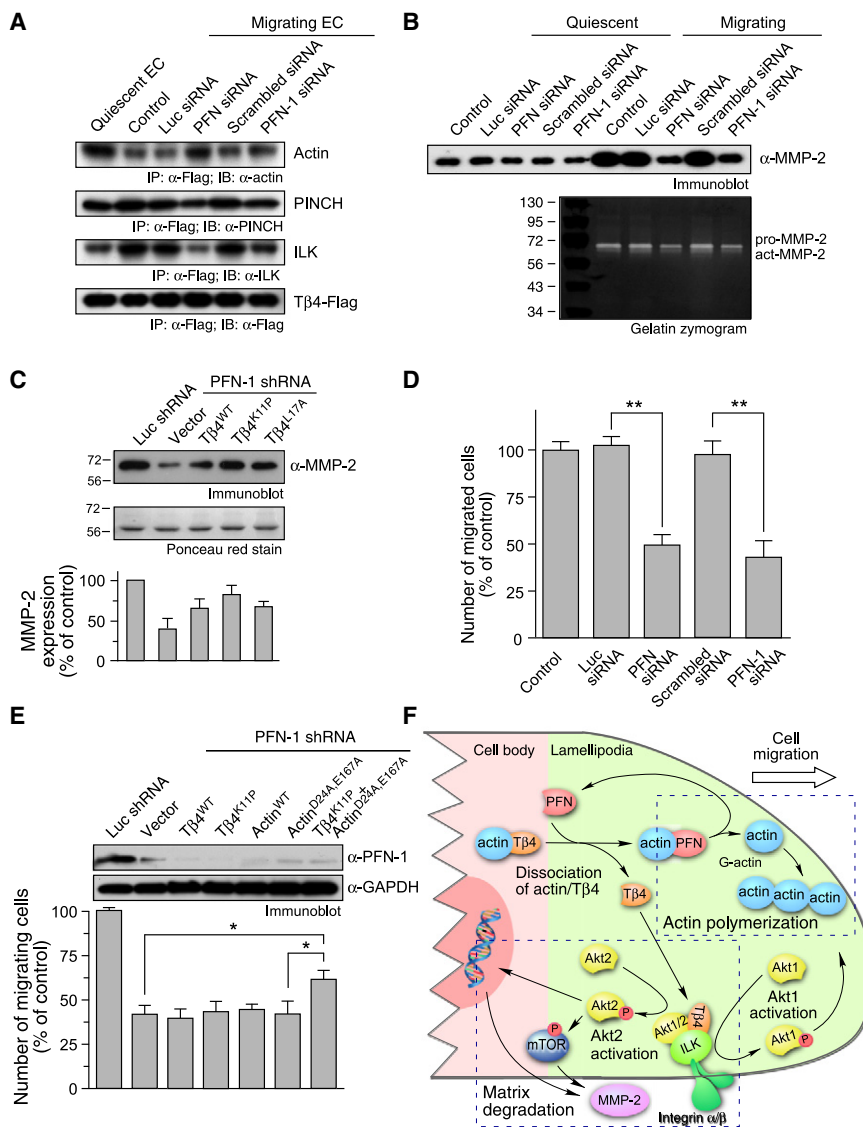 A
Migrating EC
Quiescent EC
Control
Luc siRNA
PFN siRNA
Scrambled siRNA
PFN-1 siRNA
Actin
IP: α-Flag; IB: α-actin
PINCH
IP: α-Flag; IB: α-PINCH
ILK
IP: α-Flag; IB: α-ILK
Tβ4-Flag
IP: α-Flag; IB: α-Flag
B
Quiescent
Migrating
Control
Luc siRNA
PFN siRNA
Scrambled siRNA
PFN-1 siRNA
Control
Luc siRNA
PFN siRNA
Scrambled siRNA
PFN-1 siRNA
α-MMP-2
Immunoblot
130
95
72
56
43
34
pro-MMP-2
act-MMP-2
Gelatin zymogram
C
PFN-1 shRNA
Luc shRNA
Vector
Tβ4WT
Tβ4K11P
Tβ4L17A
72
56
α-MMP-2
Immunoblot
72
56
Ponceau red stain
MMP-2
expression
(% of control)
100
50
0
D
Number of migrated cells
(% of control)
100
75
50
25
0
**
**
Control
Luc
siRNA
PFN
siRNA
Scrambled
siRNA
PFN-1
siRNA
E
PFN-1 shRNA
Luc shRNA
Vector
Tβ4WT
Tβ4K11P
ActinWT
ActinD24A,E167A
Tβ4K11P +
ActinD24A,E167A
α-PFN-1
α-GAPDH
Immunoblot
Number of migrating cells
(% of control)
100
75
50
25
0
*
*
F
Cell body
Lamellipodia
Cell
migration
PFN
actin
Tβ4
actin
PFN
actin
G-actin
Dissociation
of actin/Tβ4
Tβ4
actin
actin
actin
Actin polymerization
Akt2
Akt1
Akt1
activation
Akt2
P
Akt1/2
Tβ4
ILK
Akt1
P
P
mTOR
Akt2
activation
Matrix
degradation
MMP-2
Integrin α/β